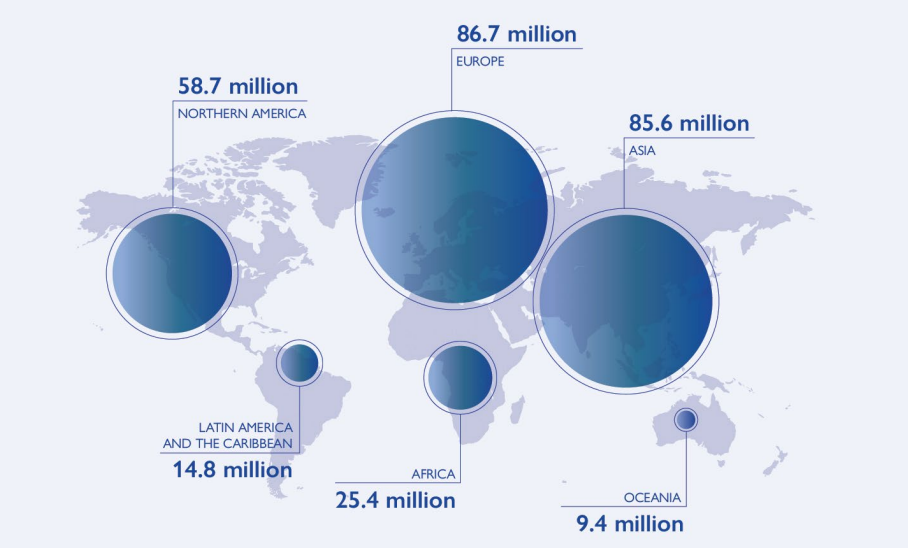 86.7 million
EUROPE
58.7 million
NORTHERN AMERICA
85.6 million
ASIA
LATIN AMERICA
AND THE CARIBBEAN
14.8 million
AFRICA
25.4 million
OCEANIA
9.4 million